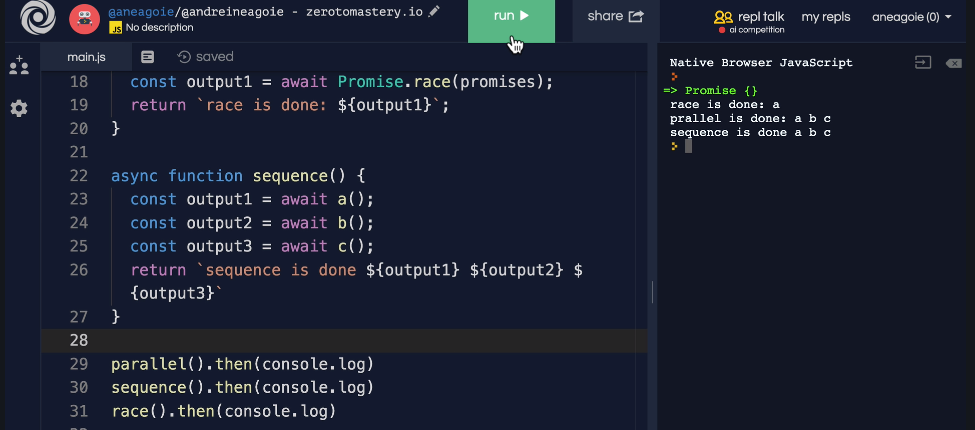 @aneagoie/@andreineagoie - zerotomastery.io
JS No description
run
share
repl talk
ai competition
my repls
aneagoie (0)
main.js
saved
18 const output1 = await Promise.race(promises);
19 return `race is done: ${output1}`;
20 }
21
22 async function sequence() {
23 const output1 = await a();
24 const output2 = await b();
25 const output3 = await c();
26 return `sequence is done ${output1} ${output2} $
{output3}`
27 }
28
29 parallel().then(console.log)
30 sequence().then(console.log)
31 race().then(console.log)
Native Browser JavaScript
=> Promise {}
race is done: a
prallel is done: a b c
sequence is done a b c